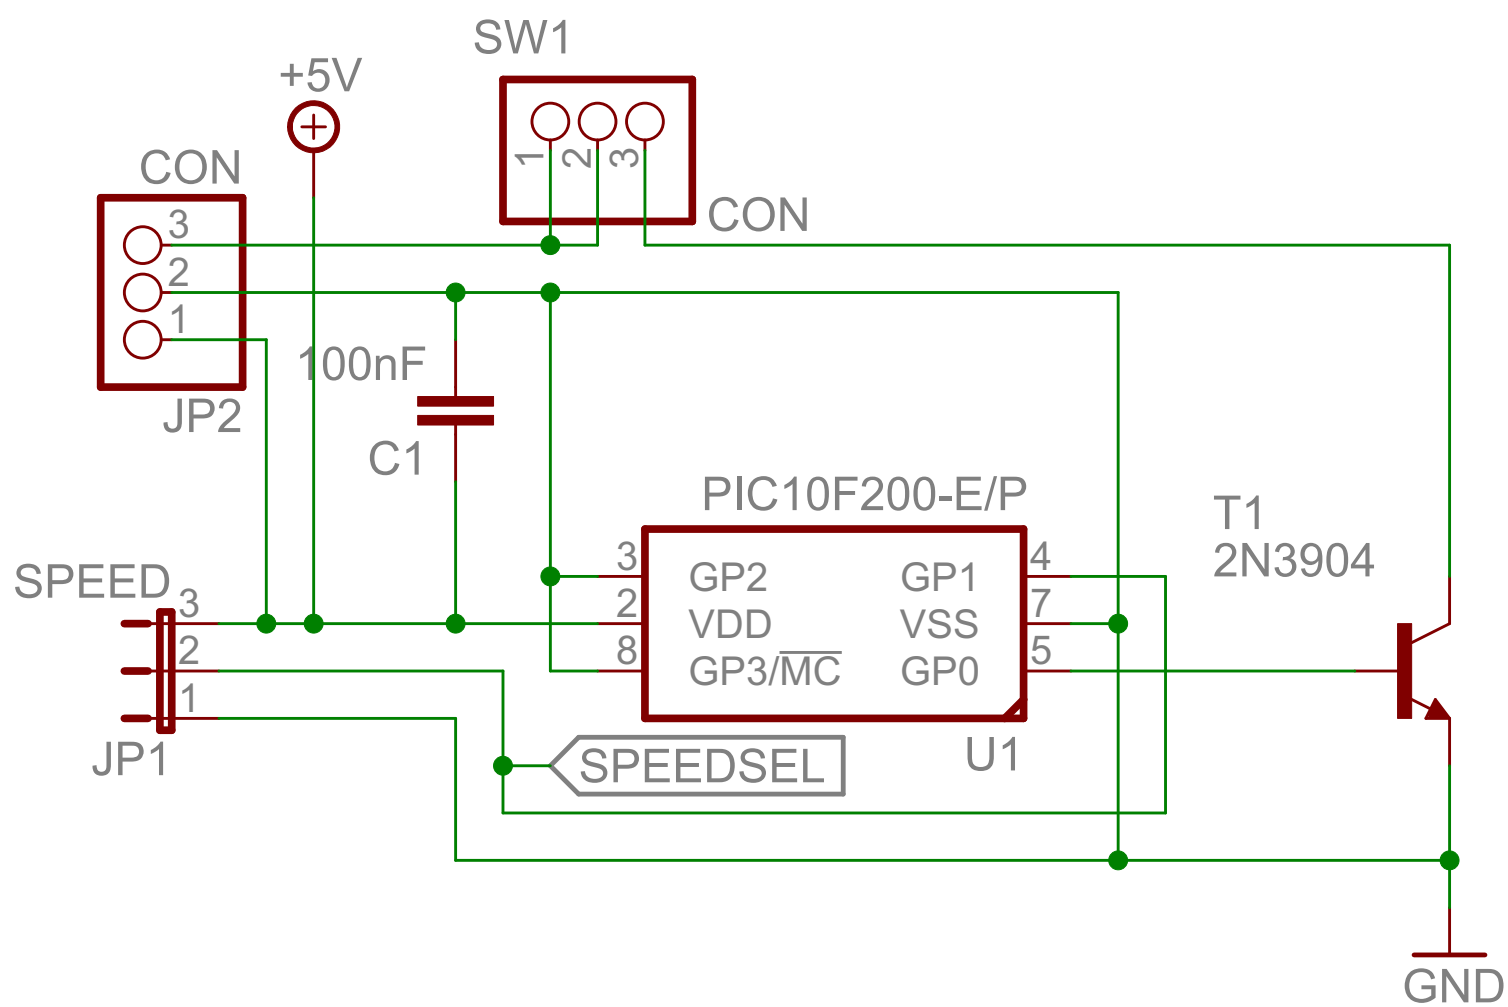 SW1
+5V
1
2
3
CON
CON
3
2
1
JP2
100nF
C1
PIC10F200-E/P
T1
2N3904
3
GP2
GP1
4
2
VDD
VSS
7
8
GP3/MC
GP0
5
U1
SPEED
3
2
1
JP1
SPEEDSEL
GND